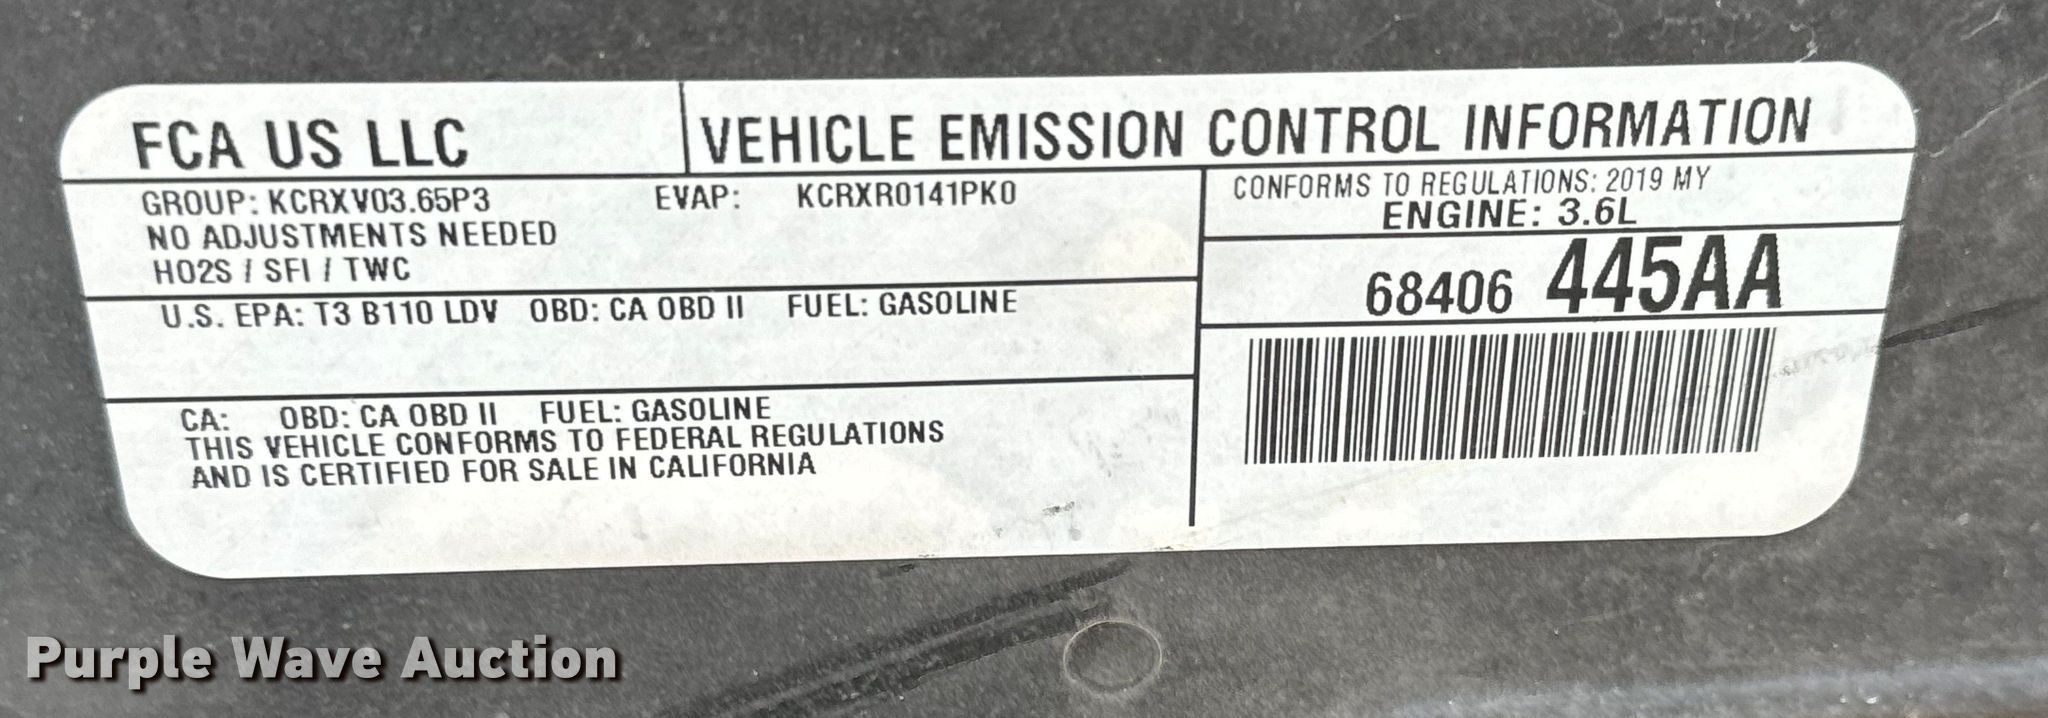 FCA US LLC
VEHICLE EMISSION CONTROL INFORMATION
GROUP: KCRXV03.65P3 EVAP: KCRXR0141PK0
NO ADJUSTMENTS NEEDED
HO2S / SFI / TWC
CONFORMS TO REGULATIONS: 2019 MY
ENGINE: 3.6L
68406 445AA
U.S. EPA: T3 B110 LDV OBD: CA OBD II FUEL: GASOLINE
CA: OBD: CA OBD II FUEL: GASOLINE
THIS VEHICLE CONFORMS TO FEDERAL REGULATIONS
AND IS CERTIFIED FOR SALE IN CALIFORNIA
Purple Wave Auction